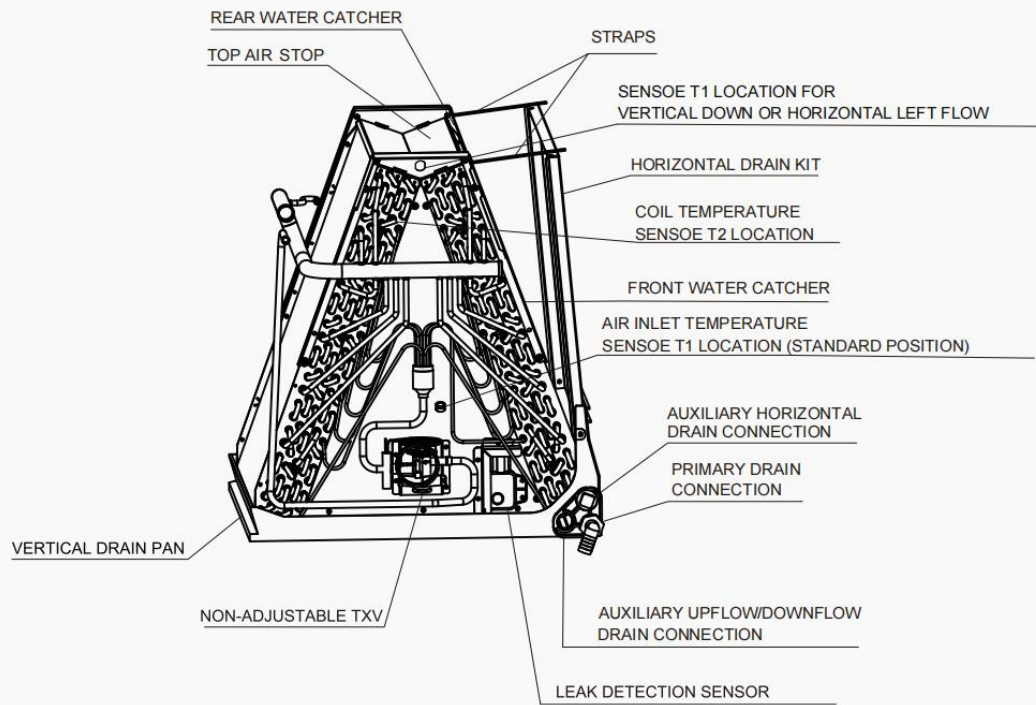 REAR WATER CATCHER
TOP AIR STOP
STRAPS
SENSOE T1 LOCATION FOR
VERTICAL DOWN OR HORIZONTAL LEFT FLOW
HORIZONTAL DRAIN KIT
COIL TEMPERATURE
SENSOE T2 LOCATION
FRONT WATER CATCHER
AIR INLET TEMPERATURE
SENSOE T1 LOCATION (STANDARD POSITION)
AUXILIARY HORIZONTAL
DRAIN CONNECTION
PRIMARY DRAIN
CONNECTION
VERTICAL DRAIN PAN
NON-ADJUSTABLE TXV
AUXILIARY UPFLOW/DOWNFLOW
DRAIN CONNECTION
LEAK DETECTION SENSOR